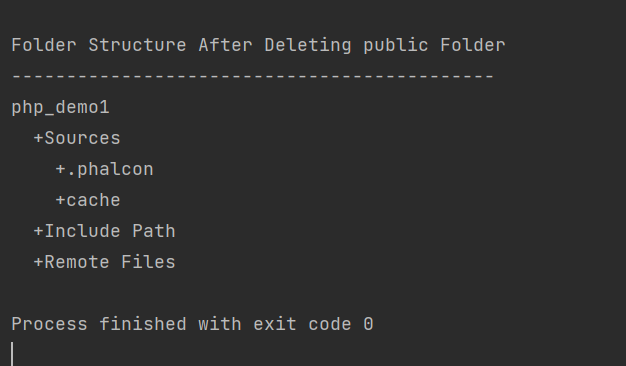 Folder Structure After Deleting public Folder
--------------------------------------------
php_demo1
  +Sources
    +.phalcon
    +cache
  +Include Path
  +Remote Files

Process finished with exit code 0